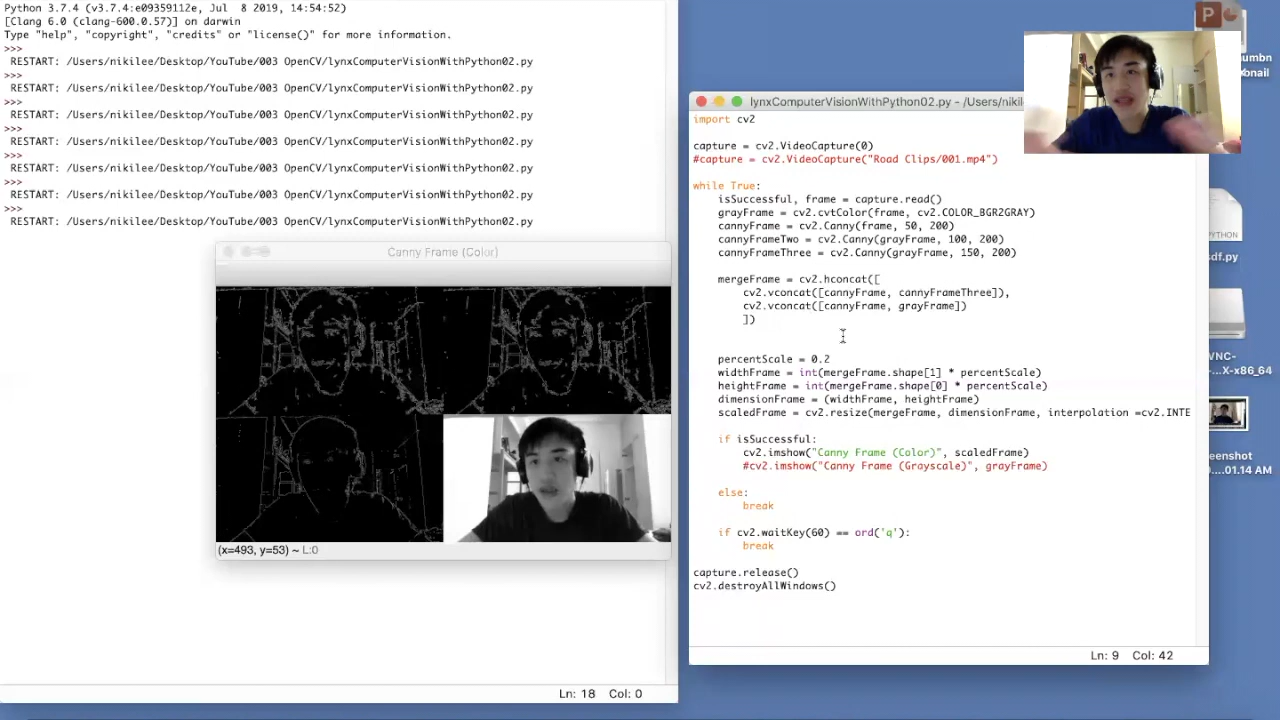 Python 3.7.4 (v3.7.4:e09359112e, Jul  8 2019, 14:54:52)
[Clang 6.0 (clang-600.0.57)] on darwin
Type "help", "copyright", "credits" or "license()" for more information.
>>>
RESTART: /Users/nikilee/Desktop/YouTube/003 OpenCV/lynxComputerVisionWithPython02.py
>>>
RESTART: /Users/nikilee/Desktop/YouTube/003 OpenCV/lynxComputerVisionWithPython02.py
>>>
RESTART: /Users/nikilee/Desktop/YouTube/003 OpenCV/lynxComputerVisionWithPython02.py
>>>
RESTART: /Users/nikilee/Desktop/YouTube/003 OpenCV/lynxComputerVisionWithPython02.py
>>>
RESTART: /Users/nikilee/Desktop/YouTube/003 OpenCV/lynxComputerVisionWithPython02.py
>>>
RESTART: /Users/nikilee/Desktop/YouTube/003 OpenCV/lynxComputerVisionWithPython02.py
>>>
RESTART: /Users/nikilee/Desktop/YouTube/003 OpenCV/lynxComputerVisionWithPython02.py
Canny Frame (Color)
(x=493, y=53) ~ L:0
Ln: 18 Col: 0
lynxComputerVisionWithPython02.py - /Users/nikil
import cv2
capture = cv2.VideoCapture(0)
#capture = cv2.VideoCapture("Road Clips/001.mp4")
while True:
isSuccessful, frame = capture.read()
grayFrame = cv2.cvtColor(frame, cv2.COLOR_BGR2GRAY)
cannyFrame = cv2.Canny(frame, 50, 200)
cannyFrameTwo = cv2.Canny(grayFrame, 100, 200)
cannyFrameThree = cv2.Canny(grayFrame, 150, 200)
mergeFrame = cv2.hconcat([
cv2.vconcat([cannyFrame, cannyFrameThree]),
cv2.vconcat([cannyFrame, grayFrame])
])
percentScale = 0.2
widthFrame = int(mergeFrame.shape[1] * percentScale)
heightFrame = int(mergeFrame.shape[0] * percentScale)
dimensionFrame = (widthFrame, heightFrame)
scaledFrame = cv2.resize(mergeFrame, dimensionFrame, interpolation =cv2.INTE
if isSuccessful:
cv2.imshow("Canny Frame (Color)", scaledFrame)
#cv2.imshow("Canny Frame (Grayscale)", grayFrame)
else:
break
if cv2.waitKey(60) == ord('q'):
break
capture.release()
cv2.destroyAllWindows()
Ln: 9 Col: 42
P
umbn
bnail
PYTHON
sdf.py
VNC-
X-x86_64
eenshot
0....01.14 AM